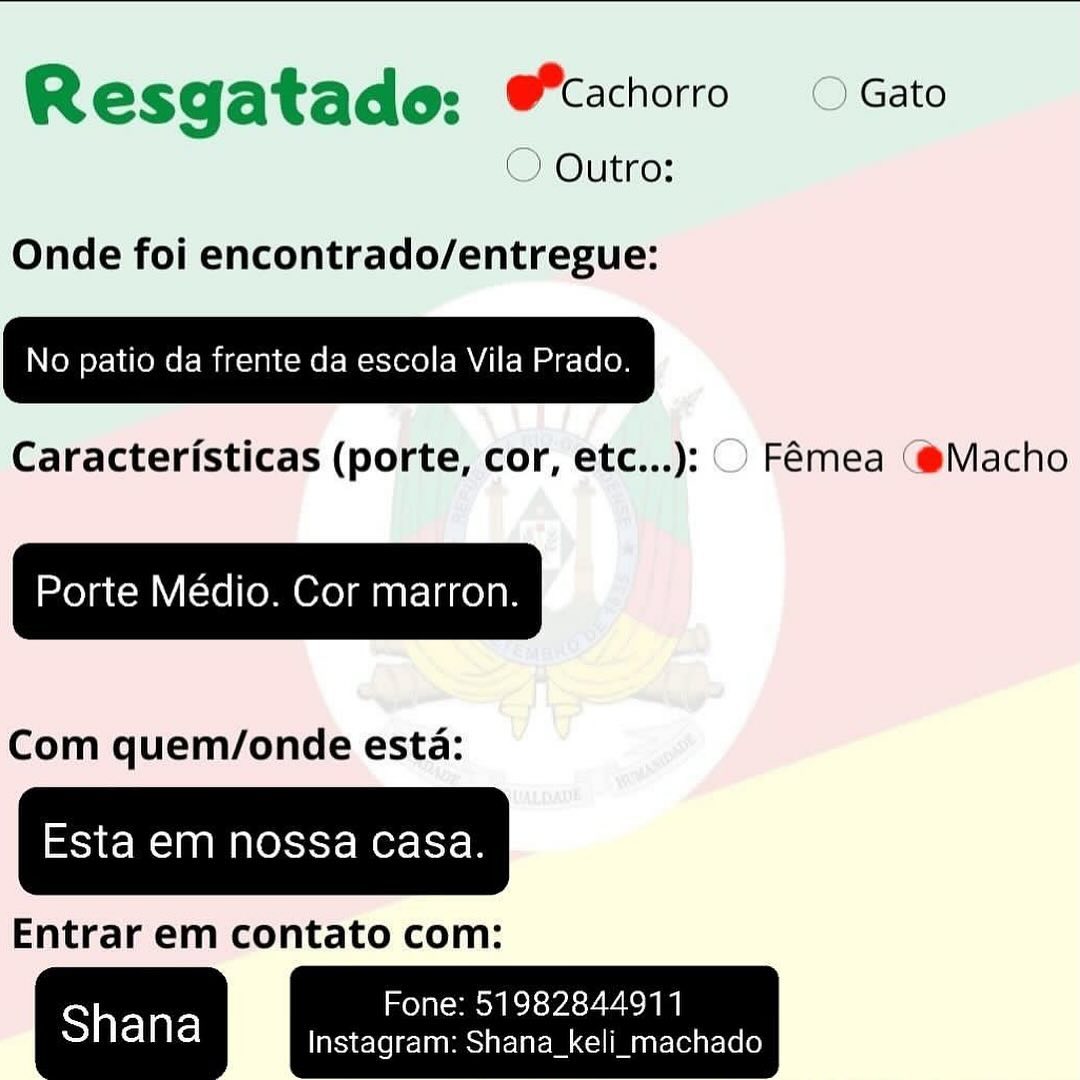 Resgatado: Cachorro Gato
Outro:
Onde foi encontrado/entregue:
No patio da frente da escola Vila Prado.
Características (porte, cor, etc...): Fêmea Macho
Porte Médio. Cor marron.
Com quem/onde está:
UALDADE
HUMANIDADE
Esta em nossa casa.
Entrar em contato com:
Shana
Fone: 51982844911
Instagram: Shana_keli_machado